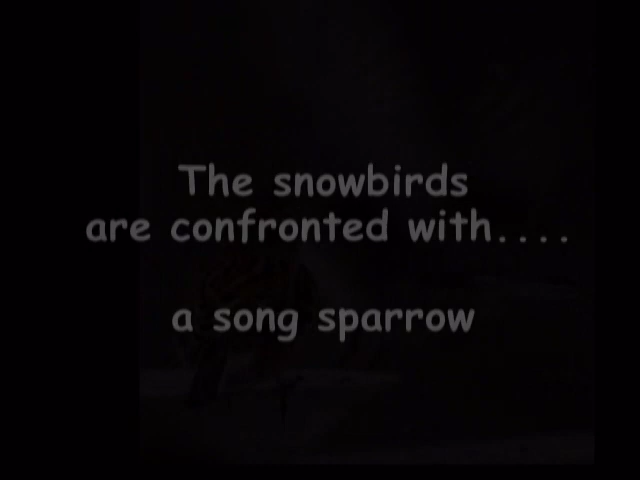 The snowbirds
are confronted with....
a song sparrow